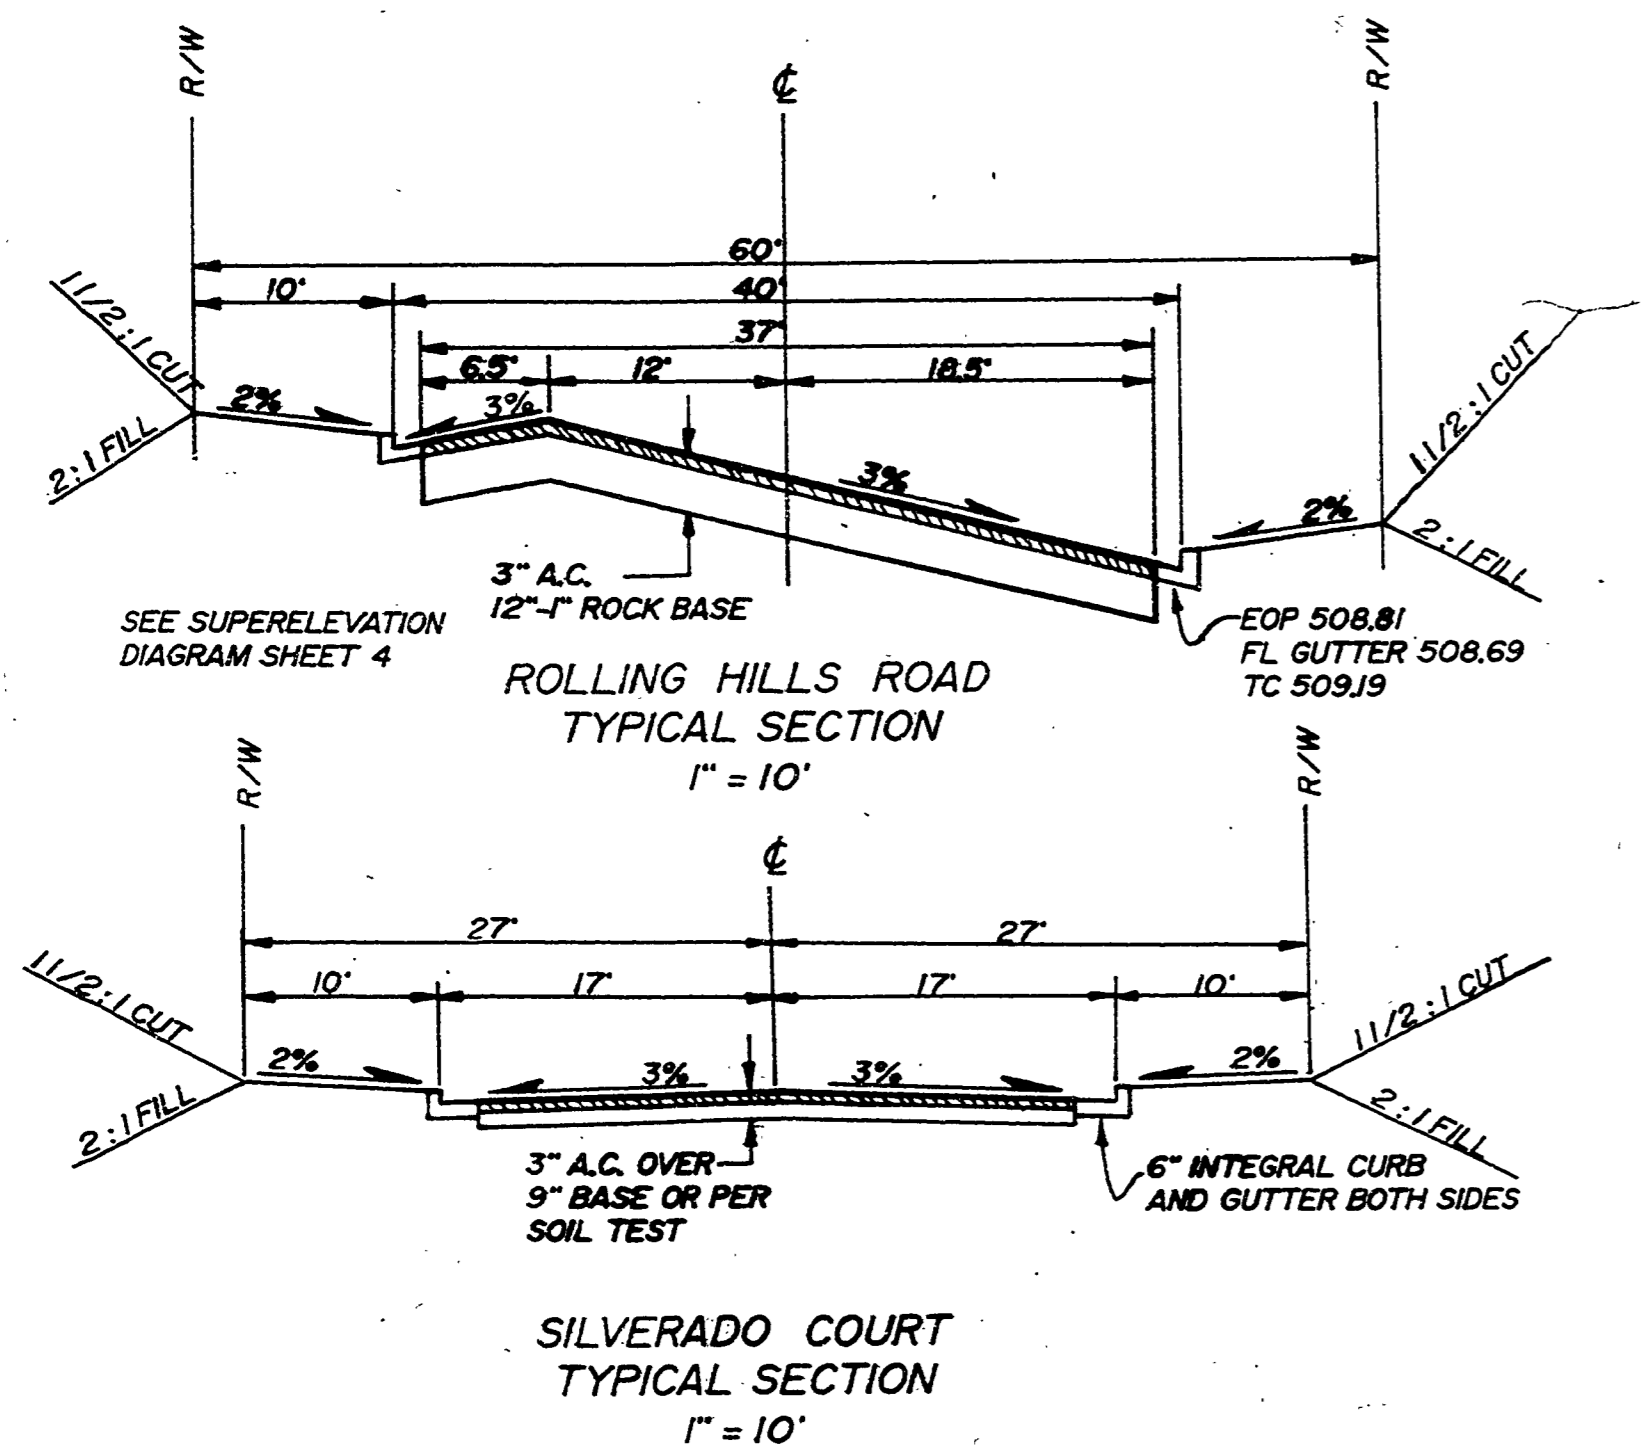 R/W
℄
R/W
60'
10'
40'
37'
6.5'
12'
18.5'
1 1/2:1 CUT
2:1 FILL
2%
3%
3%
2%
1 1/2:1 CUT
2:1 FILL
3" A.C.
12"-1" ROCK BASE
SEE SUPERELEVATION
DIAGRAM SHEET 4
EOP 508.81
FL GUTTER 508.69
TC 509.19
ROLLING HILLS ROAD
TYPICAL SECTION
1" = 10'
R/W
℄
R/W
27'
27'
10'
17'
17'
10'
1 1/2:1 CUT
2:1 FILL
2%
3%
3%
2%
1 1/2:1 CUT
2:1 FILL
3" A.C. OVER
9" BASE OR PER
SOIL TEST
6" INTEGRAL CURB
AND GUTTER BOTH SIDES
SILVERADO COURT
TYPICAL SECTION
1" = 10'